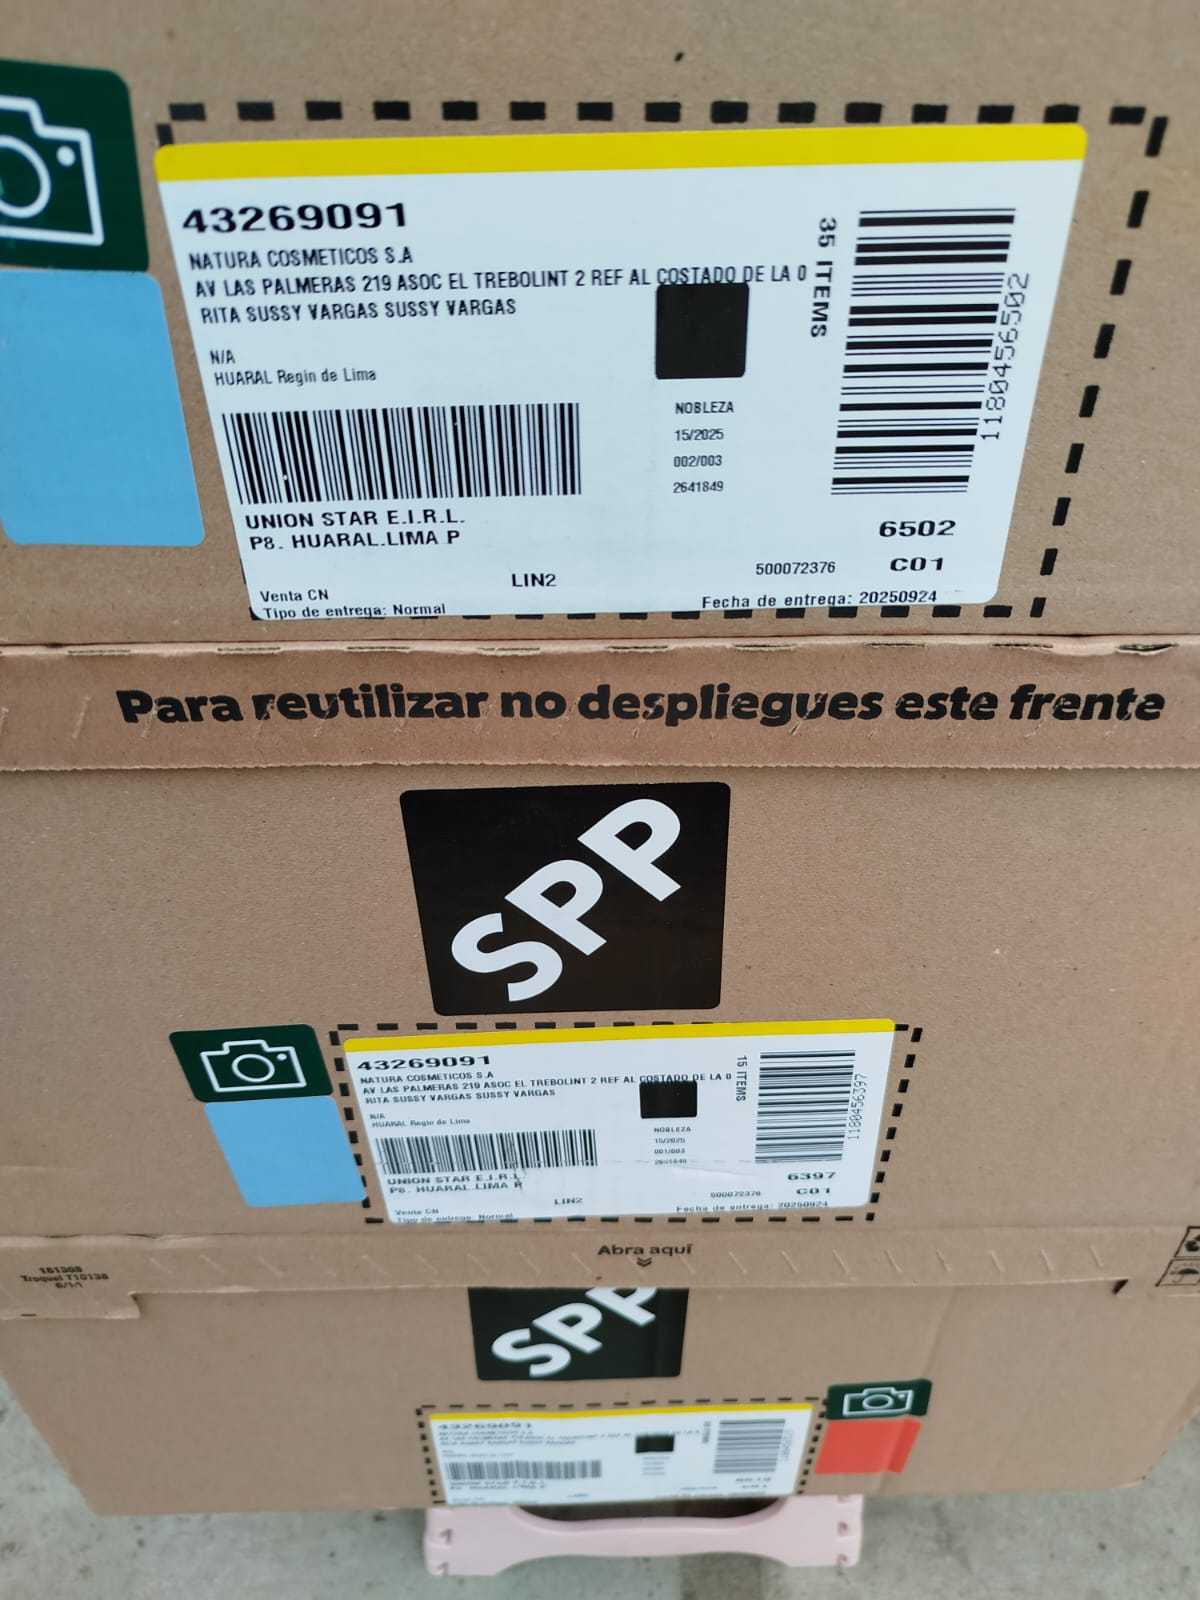 43269091
NATURA COSMETICOS S.A
AV LAS PALMERAS 219 ASOC EL TREBOLINT 2 REF AL COSTADO DE LA 0
RITA SUSSY VARGAS SUSSY VARGAS
N/A
HUARAL Regin de Lima
35 ITEMS
1180456502
NOBLEZA
15/2025
002/003
2641849
UNION STAR E.I.R.L.
P8. HUARAL.LIMA P
6502
LIN2
500072376
C01
Venta CN
Tipo de entrega: Normal
Fecha de entrega: 20250924
Para reutilizar no despliegues este frente
SPP
43269091
NATURA COSMETICOS S.A
AV LAS PALMERAS 219 ASOC EL TREBOLINT 2 REF AL COSTADO DE LA 0
RITA SUSSY VARGAS SUSSY VARGAS
N/A
HUARAL Regin de Lima
15 ITEMS
1180456397
NOBLEZA
15/2025
001/003
2641849
UNION STAR E.I.R.L.
P8. HUARAL.LIMA P
6397
LIN2
500072376
C01
Venta CN
Tipo de entrega: Normal
Fecha de entrega: 20250924
Abra aquí
Troquel T10138
SPP
43269091